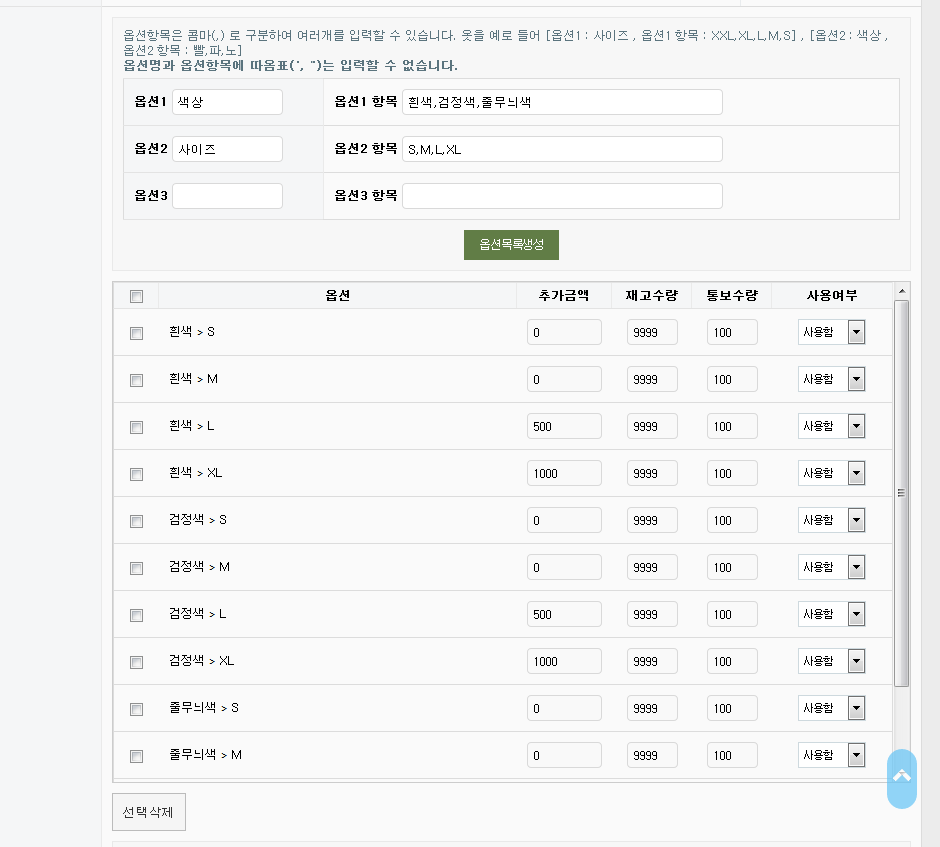 옵션항목은 콤마(,) 로 구분하여 여러개를 입력할 수 있습니다. 옷을 예로 들어 [옵션1 : 사이즈 , 옵션1 항목 : XXL,XL,L,M,S] , [옵션2 : 색상 ,
옵션2 항목 : 빨,파,노]
옵션명과 옵션항목에 따옴표(', ")는 입력할 수 없습니다.
옵션1 색상 옵션1 항목 흰색,검정색,줄무늬색
옵션2 사이즈 옵션2 항목 S,M,L,XL
옵션3 옵션3 항목
옵션목록생성
옵션 추가금액 재고수량 통보수량 사용여부
흰색 > S 0 9999 100 사용함
흰색 > M 0 9999 100 사용함
흰색 > L 500 9999 100 사용함
흰색 > XL 1000 9999 100 사용함
검정색 > S 0 9999 100 사용함
검정색 > M 0 9999 100 사용함
검정색 > L 500 9999 100 사용함
검정색 > XL 1000 9999 100 사용함
줄무늬색 > S 0 9999 100 사용함
줄무늬색 > M 0 9999 100 사용함
선택삭제